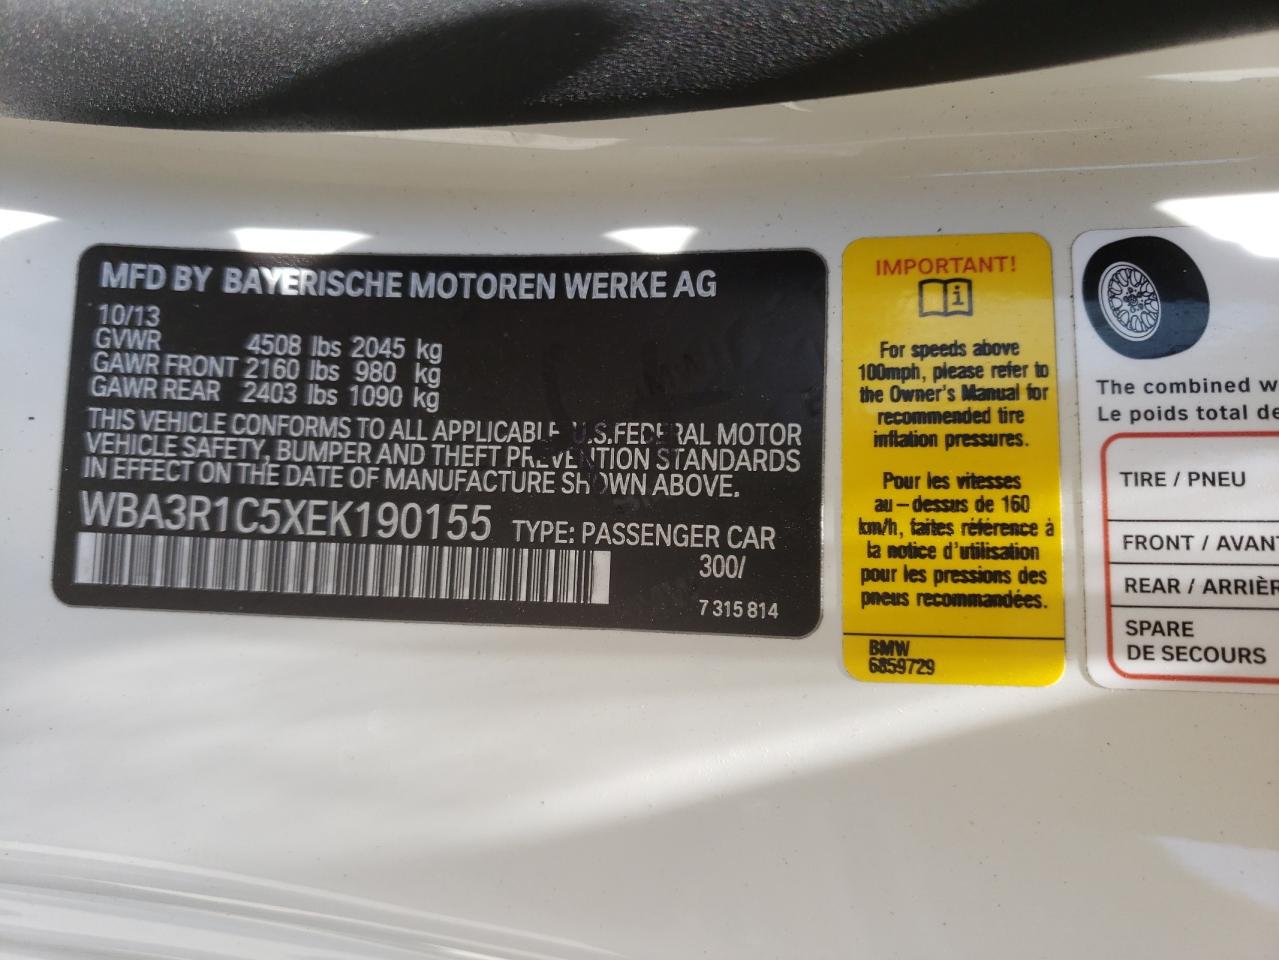 MFD BY BAYERISCHE MOTOREN WERKE AG
10/13
GVWR 4508 lbs 2045 kg
GAWR FRONT 2160 lbs 980 kg
GAWR REAR 2403 lbs 1090 kg
THIS VEHICLE CONFORMS TO ALL APPLICABLE U.S.FEDERAL MOTOR
VEHICLE SAFETY, BUMPER AND THEFT PREVENTION STANDARDS
IN EFFECT ON THE DATE OF MANUFACTURE SHOWN ABOVE.
WBA3R1C5XEK190155 TYPE: PASSENGER CAR
300/
7 315 814
IMPORTANT!
i
For speeds above
100mph, please refer to
the Owner's Manual for
recommended tire
inflation pressures.
Pour les vitesses
au-dessus de 160
km/h, faites référence à
la notice d'utilisation
pour les pressions des
pneus recommandées.
BMW
6859729
The combined w
Le poids total de
TIRE / PNEU
FRONT / AVANT
REAR / ARRIÈR
SPARE
DE SECOURS